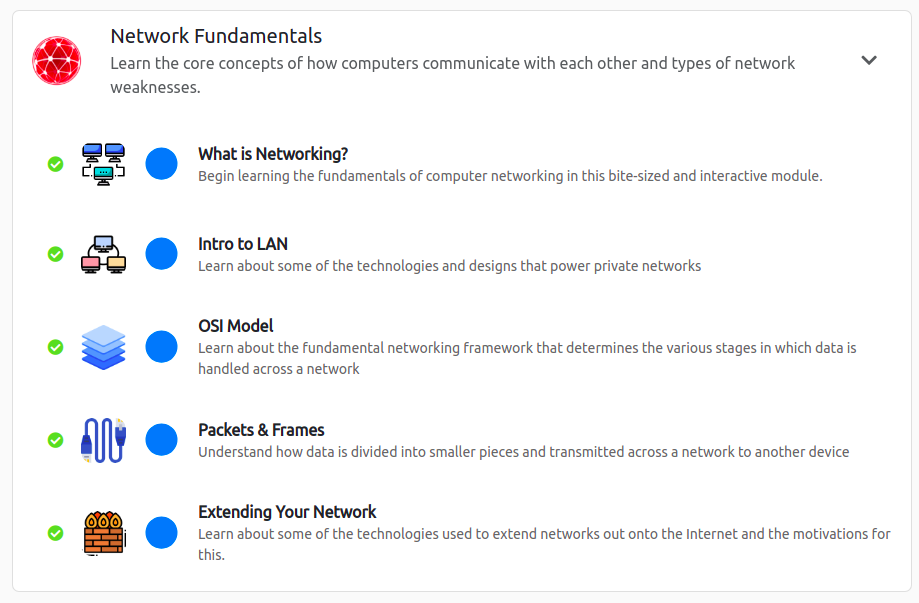 Network Fundamentals
Learn the core concepts of how computers communicate with each other and types of network
weaknesses.
What is Networking?
Begin learning the fundamentals of computer networking in this bite-sized and interactive module.
Intro to LAN
Learn about some of the technologies and designs that power private networks
OSI Model
Learn about the fundamental networking framework that determines the various stages in which data is
handled across a network
Packets & Frames
Understand how data is divided into smaller pieces and transmitted across a network to another device
Extending Your Network
Learn about some of the technologies used to extend networks out onto the Internet and the motivations for
this.